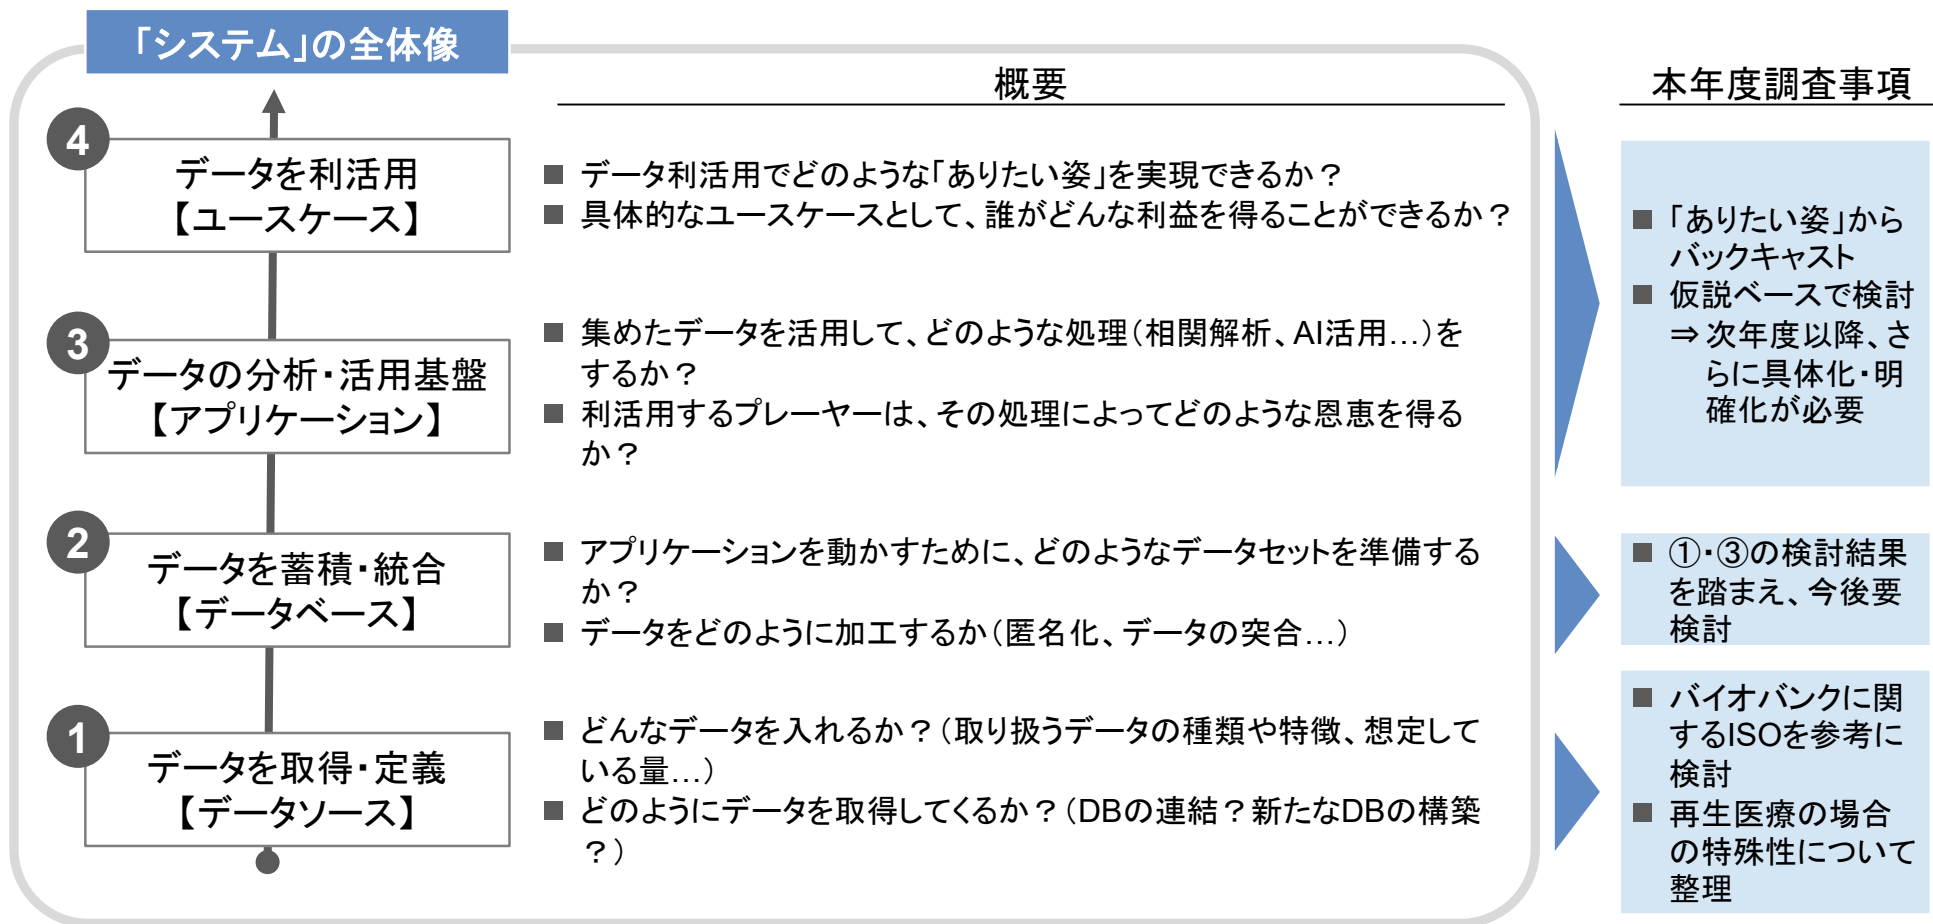 「システム」の全体像
概要
本年度調査事項
4
データを利活用
【ユースケース】
■ データ利活用でどのような「ありたい姿」を実現できるか？
■ 具体的なユースケースとして、誰がどんな利益を得ることができるか？
3
データの分析・活用基盤
【アプリケーション】
■ 集めたデータを活用して、どのような処理（相関解析、AI活用…）を
するか？
■ 利活用するプレーヤーは、その処理によってどのような恩恵を得る
か？
■ 「ありたい姿」から
バックキャスト
■ 仮説ベースで検討
⇒ 次年度以降、さ
らに具体化・明
確化が必要
2
データを蓄積・統合
【データベース】
■ アプリケーションを動かすために、どのようなデータセットを準備する
か？
■ データをどのように加工するか（匿名化、データの突合…）
■ ①・③の検討結果
を踏まえ、今後要
検討
1
データを取得・定義
【データソース】
■ どんなデータを入れるか？（取り扱うデータの種類や特徴、想定して
いる量…）
■ どのようにデータを取得してくるか？（DBの連結？新たなDBの構築
？）
■ バイオバンクに関
するISOを参考に
検討
■ 再生医療の場合
の特殊性について
整理